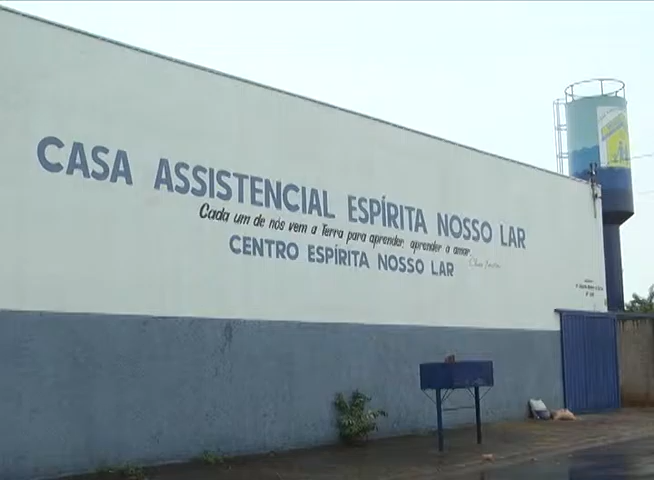 CASA ASSISTENCIAL ESPÍRITA NOSSO LAR
Cada um de nós vem a Terra para aprender, aprender a amar.
CENTRO ESPÍRITA NOSSO LAR